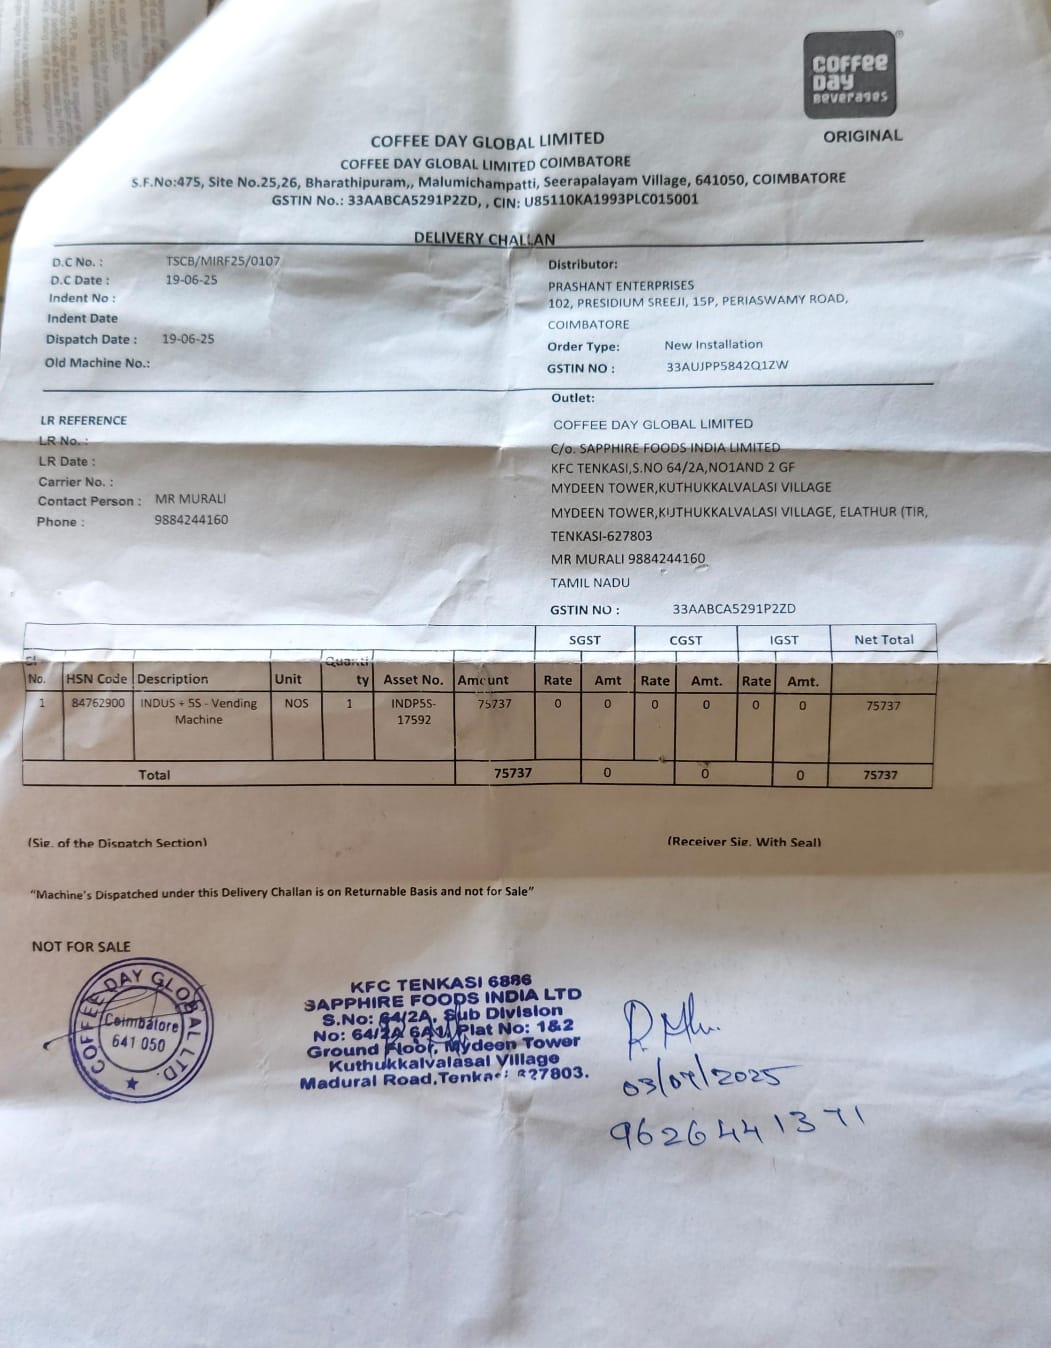 COFFEE
DAY
BEVERAGES
®
ORIGINAL
COFFEE DAY GLOBAL LIMITED
COFFEE DAY GLOBAL LIMITED COIMBATORE
S.F.No:475, Site No.25,26, Bharathipuram,, Malumichampatti, Seerapalayam Village, 641050, COIMBATORE
GSTIN No.: 33AABCA5291P2ZD, , CIN: U85110KA1993PLC015001
DELIVERY CHALLAN
D.C No. : TSCB/MIRF25/0107
D.C Date : 19-06-25
Indent No :
Indent Date
Dispatch Date : 19-06-25
Old Machine No.:
Distributor:
PRASHANT ENTERPRISES
102, PRESIDIUM SREEJI, 15P, PERIASWAMY ROAD,
COIMBATORE
Order Type: New Installation
GSTIN NO : 33AUJPP5842Q1ZW
LR REFERENCE
LR No. :
LR Date :
Carrier No. :
Contact Person : MR MURALI
Phone : 9884244160
Outlet:
COFFEE DAY GLOBAL LIMITED
C/o. SAPPHIRE FOODS INDIA LIMITED
KFC TENKASI,S.NO 64/2A,NO1AND 2 GF
MYDEEN TOWER,KUTHUKKALVALASI VILLAGE
MYDEEN TOWER,KUTHUKKALVALASI VILLAGE, ELATHUR (TIR,
TENKASI-627803
MR MURALI 9884244160
TAMIL NADU
GSTIN NO : 33AABCA5291P2ZD
SGST CGST IGST Net Total
No. HSN Code Description Unit Quantity Asset No. Amount Rate Amt Rate Amt. Rate Amt.
1 84762900 INDUS + 5S - Vending Machine NOS 1 INDP5S-17592 75737 0 0 0 0 0 0 75737
Total 75737 0 0 0 75737
(Sig. of the Dispatch Section) (Receiver Sig. With Seal)
"Machine's Dispatched under this Delivery Challan is on Returnable Basis and not for Sale"
NOT FOR SALE
COFFEE DAY GLOBAL LTD.
Coimbatore
641 050
KFC TENKASI 6886
SAPPHIRE FOODS INDIA LTD
S.No: 64/2A, Sub Division
No: 64/2A 6A1, Plat No: 1&2
Ground Floor, Mydeen Tower
Kuthukkalvalasal Village
Madurai Road, 627803.
03/07/2025
9626441371